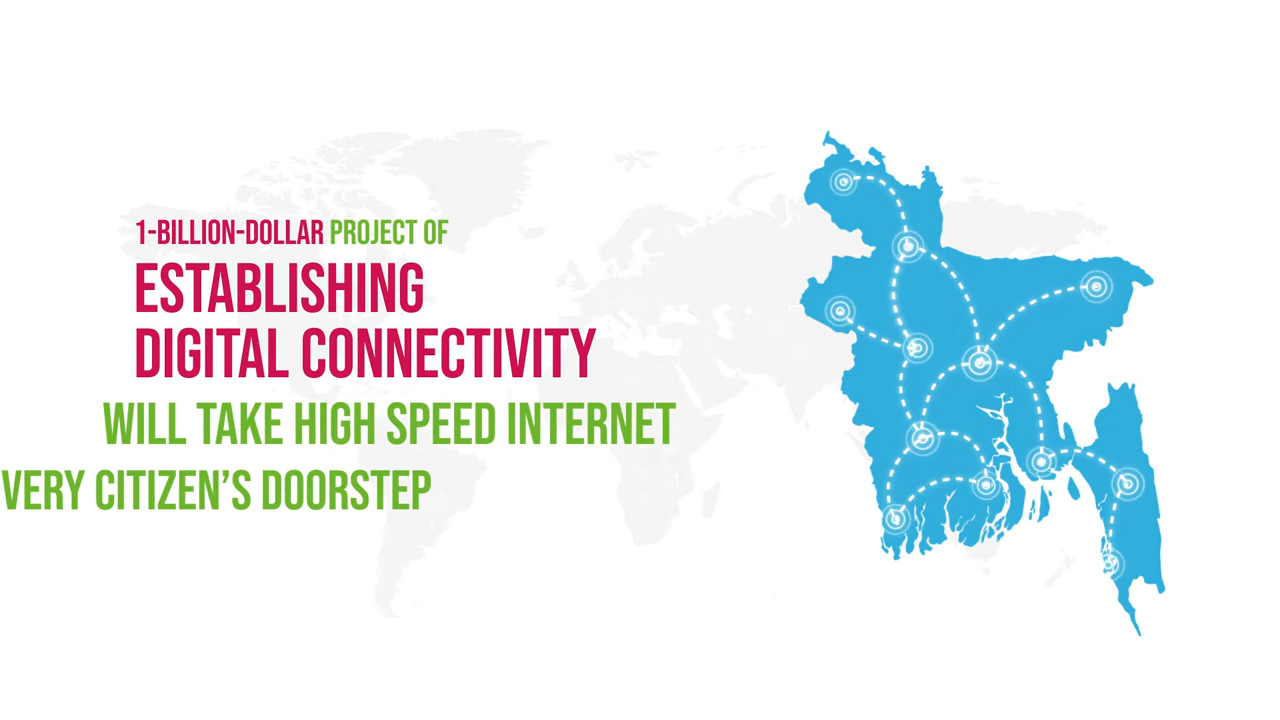 1-BILLION-DOLLAR PROJECT OF
ESTABLISHING
DIGITAL CONNECTIVITY
WILL TAKE HIGH SPEED INTERNET
VERY CITIZEN'S DOORSTEP